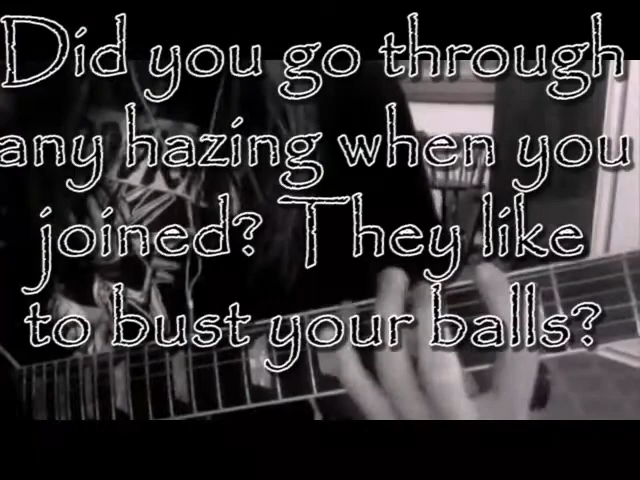 Did you go through
any hazing when you
joined? They like
to bust your balls?